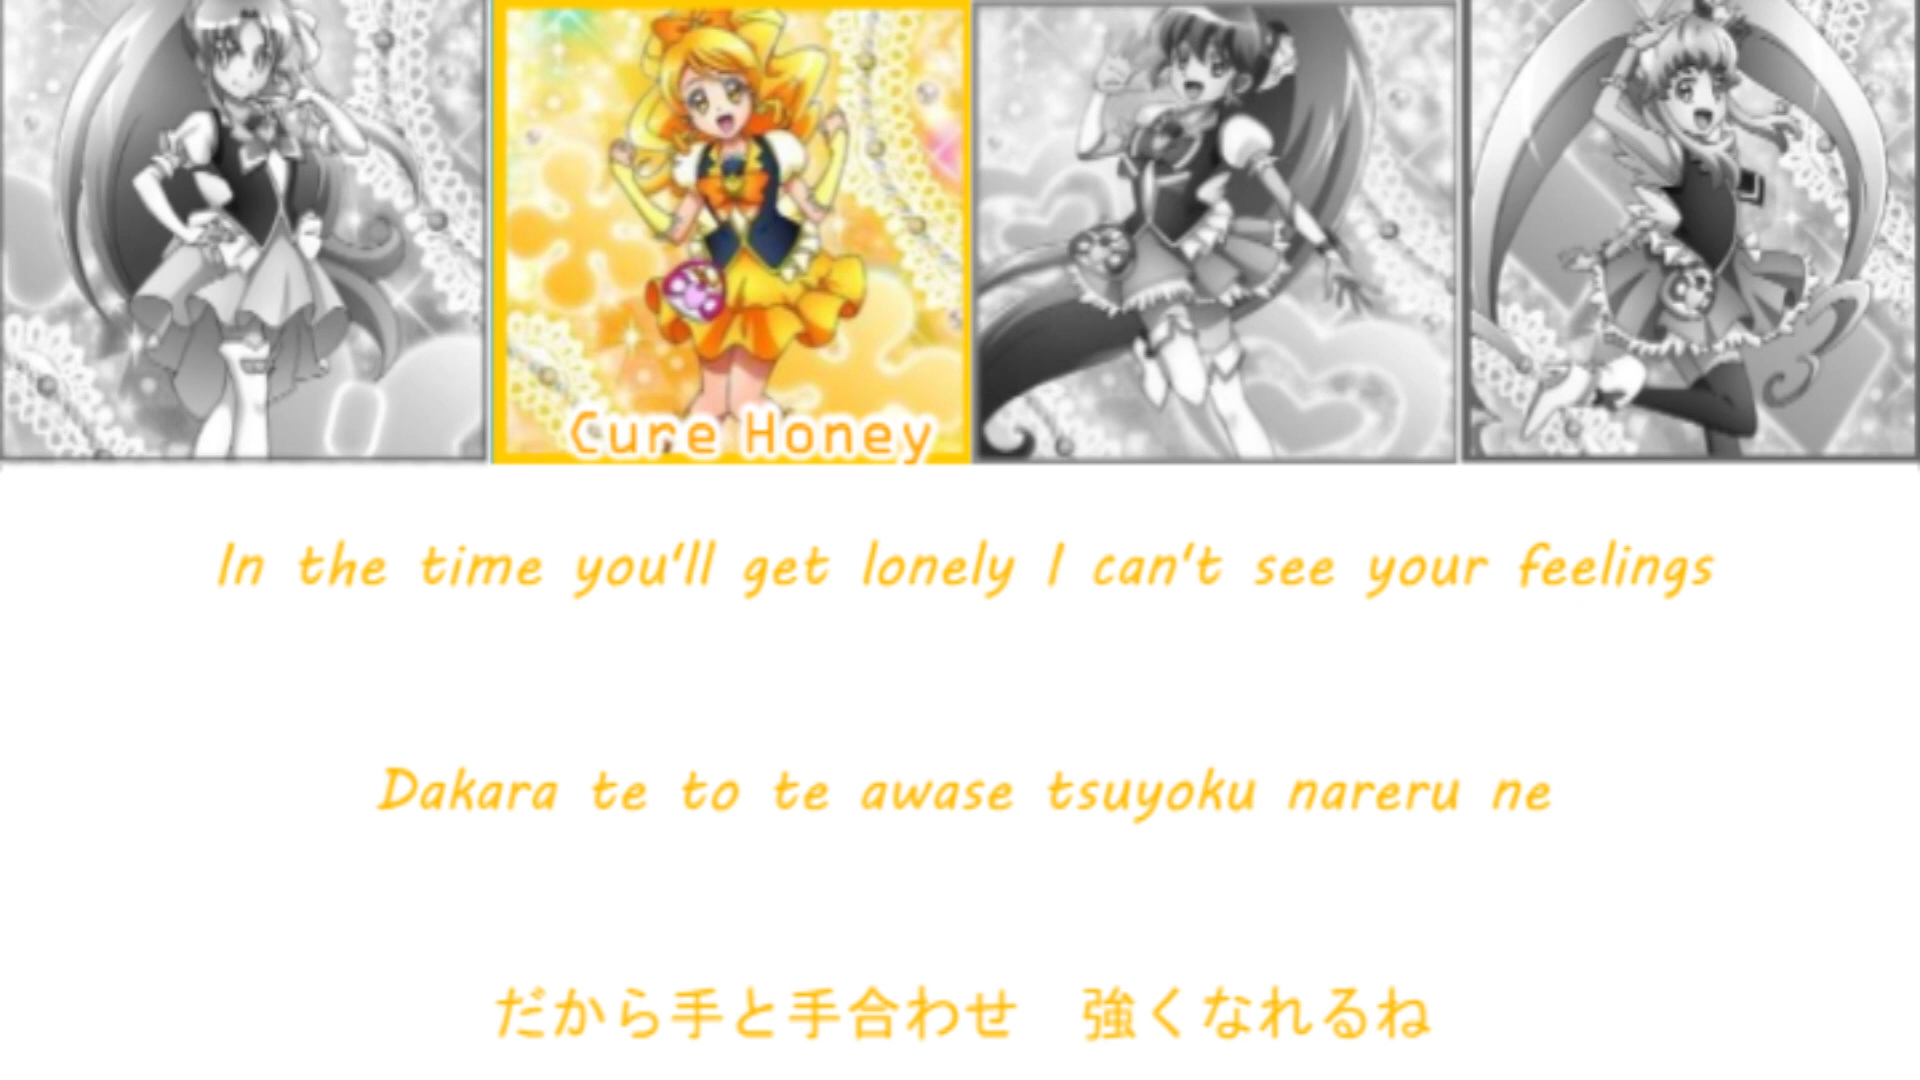 Cure Honey
In the time you'll get lonely I can't see your feelings
Dakara te to te awase tsuyoku nareru ne
だから手と手合わせ　強くなれるね